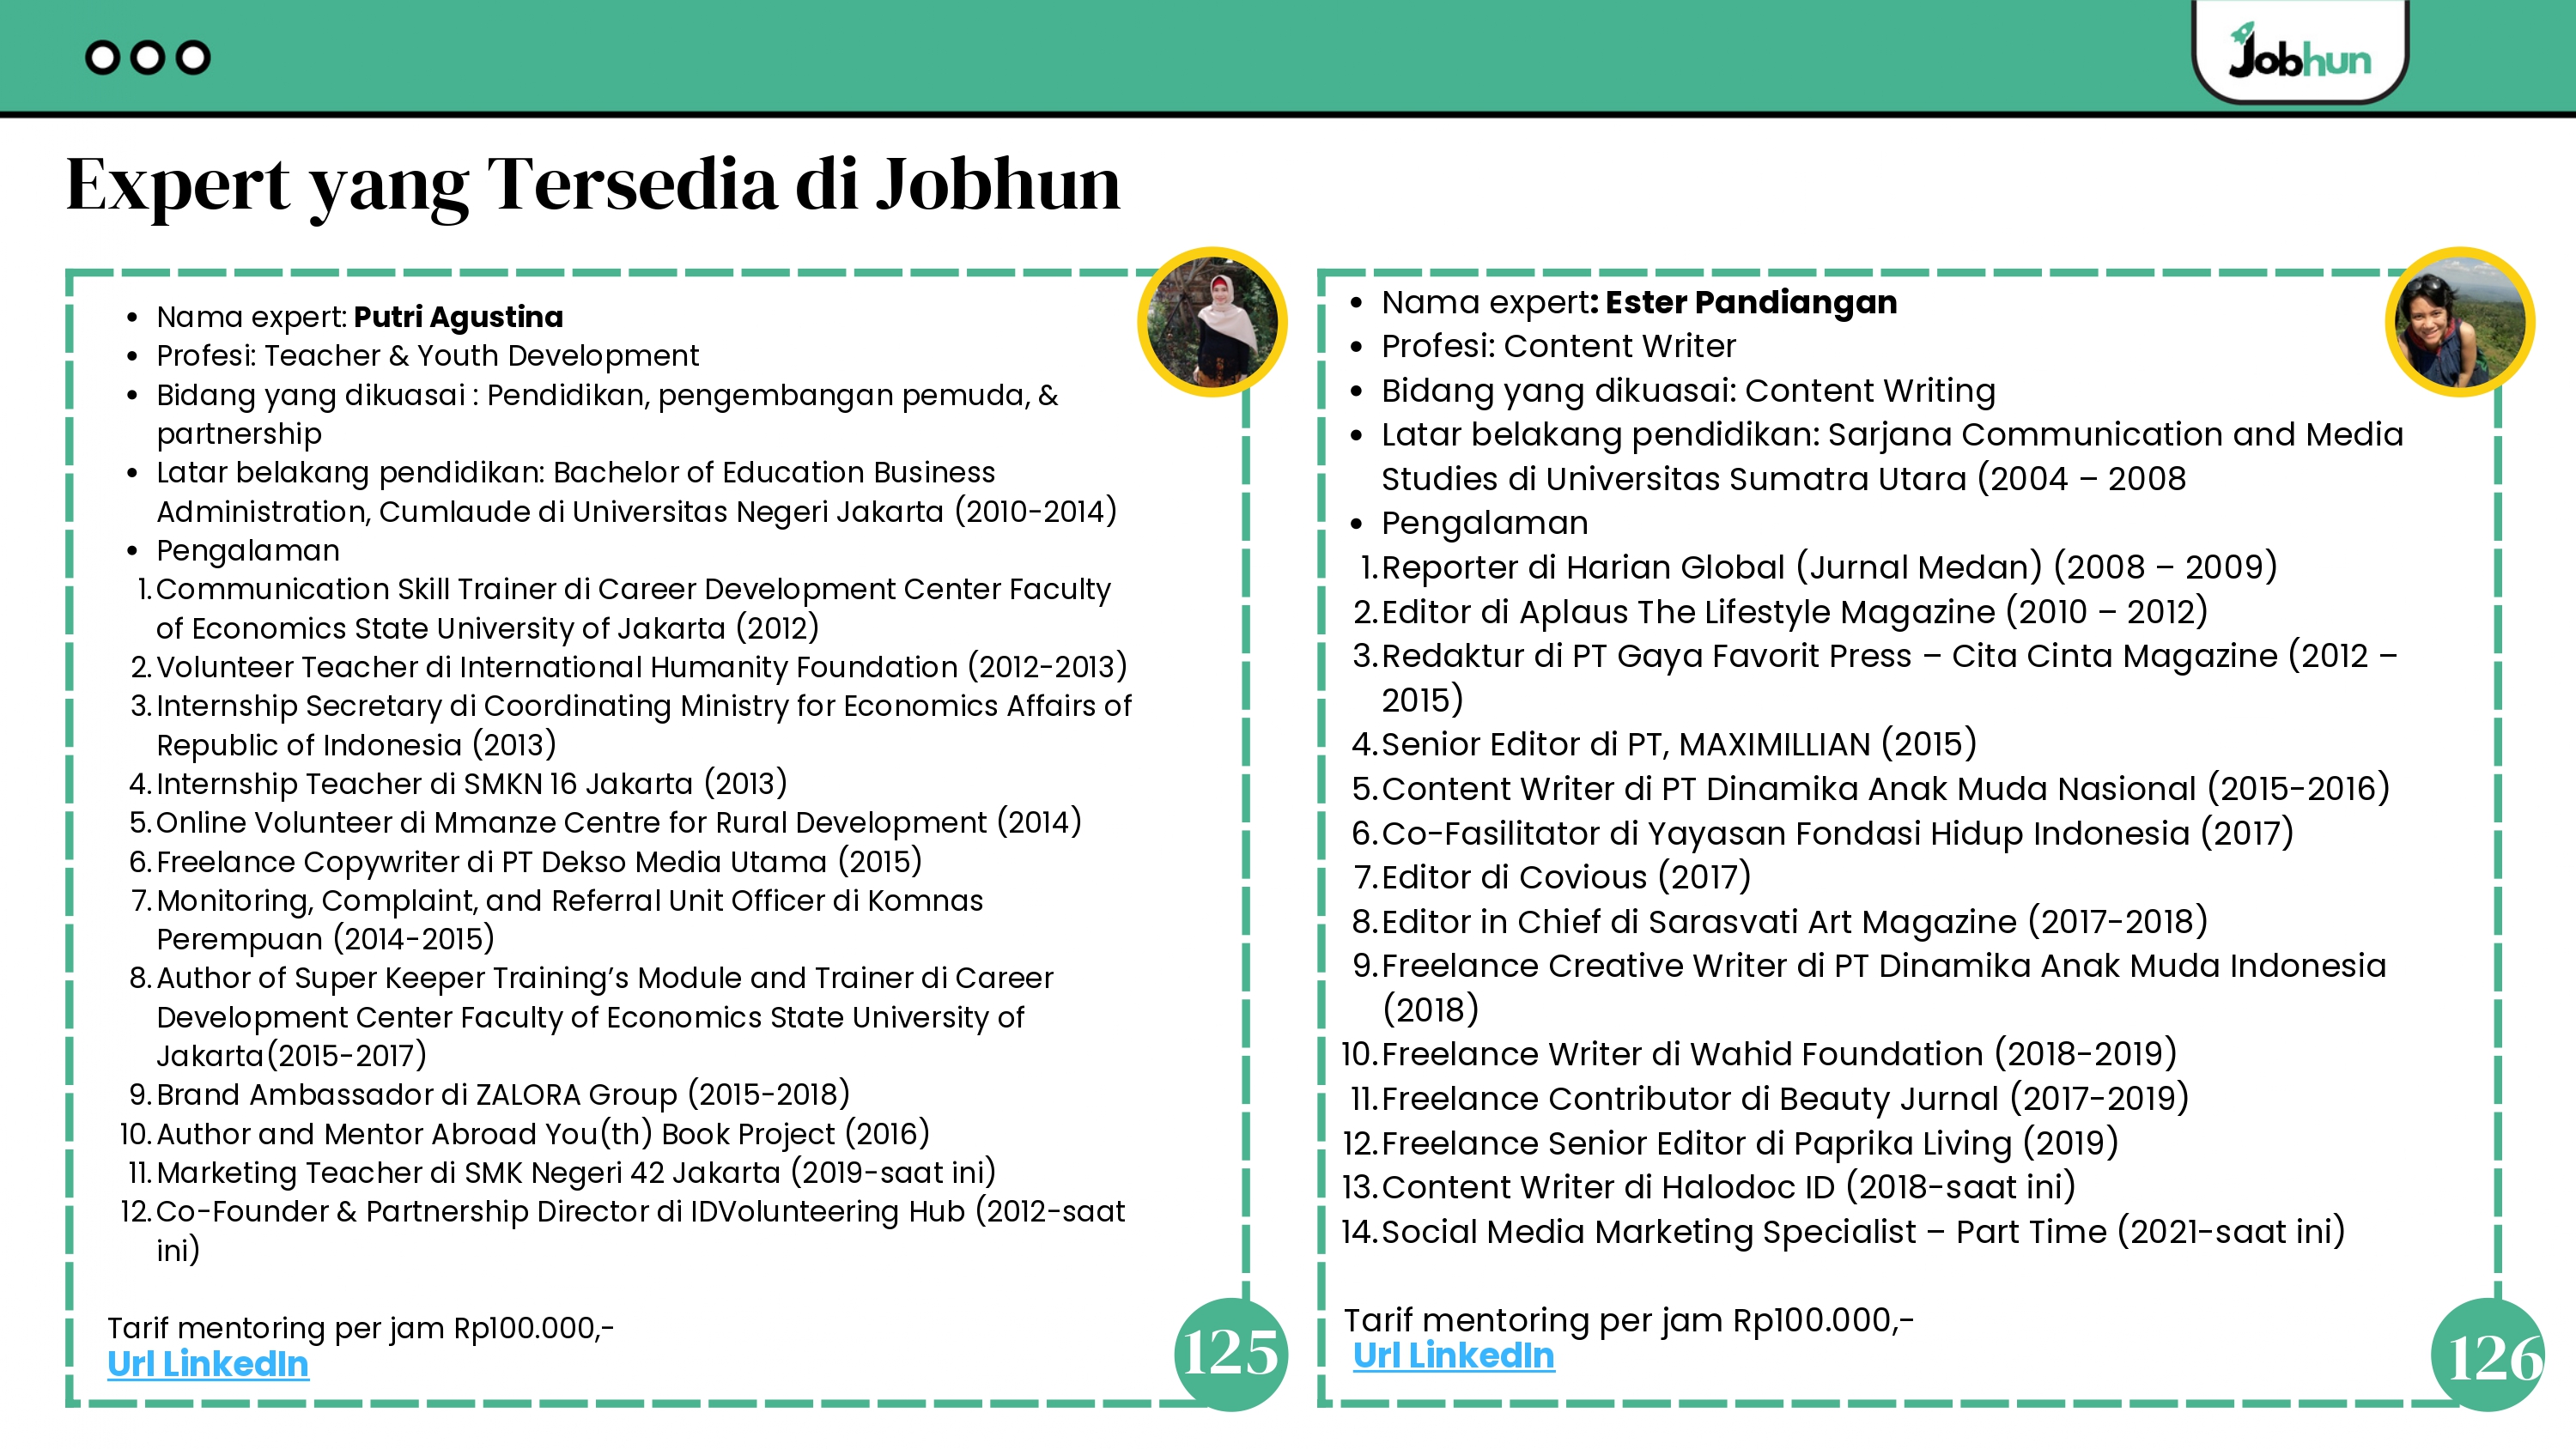 Jobhun
Expert yang Tersedia di Jobhun
• Nama expert: Putri Agustina
• Profesi: Teacher & Youth Development
• Bidang yang dikuasai : Pendidikan, pengembangan pemuda, &
partnership
• Latar belakang pendidikan: Bachelor of Education Business
Administration, Cumlaude di Universitas Negeri Jakarta (2010-2014)
• Pengalaman
1. Communication Skill Trainer di Career Development Center Faculty
of Economics State University of Jakarta (2012)
2. Volunteer Teacher di International Humanity Foundation (2012-2013)
3. Internship Secretary di Coordinating Ministry for Economics Affairs of
Republic of Indonesia (2013)
4. Internship Teacher di SMKN 16 Jakarta (2013)
5. Online Volunteer di Mmanze Centre for Rural Development (2014)
6. Freelance Copywriter di PT Dekso Media Utama (2015)
7. Monitoring, Complaint, and Referral Unit Officer di Komnas
Perempuan (2014-2015)
8. Author of Super Keeper Training’s Module and Trainer di Career
Development Center Faculty of Economics State University of
Jakarta(2015-2017)
9. Brand Ambassador di ZALORA Group (2015-2018)
10. Author and Mentor Abroad You(th) Book Project (2016)
11. Marketing Teacher di SMK Negeri 42 Jakarta (2019-saat ini)
12. Co-Founder & Partnership Director di IDVolunteering Hub (2012-saat
ini)
Tarif mentoring per jam Rp100.000,-
Url LinkedIn
125
• Nama expert: Ester Pandiangan
• Profesi: Content Writer
• Bidang yang dikuasai: Content Writing
• Latar belakang pendidikan: Sarjana Communication and Media
Studies di Universitas Sumatra Utara (2004 – 2008
• Pengalaman
1. Reporter di Harian Global (Jurnal Medan) (2008 – 2009)
2. Editor di Aplaus The Lifestyle Magazine (2010 – 2012)
3. Redaktur di PT Gaya Favorit Press – Cita Cinta Magazine (2012 –
2015)
4. Senior Editor di PT, MAXIMILLIAN (2015)
5. Content Writer di PT Dinamika Anak Muda Nasional (2015-2016)
6. Co-Fasilitator di Yayasan Fondasi Hidup Indonesia (2017)
7. Editor di Covious (2017)
8. Editor in Chief di Sarasvati Art Magazine (2017-2018)
9. Freelance Creative Writer di PT Dinamika Anak Muda Indonesia
(2018)
10. Freelance Writer di Wahid Foundation (2018-2019)
11. Freelance Contributor di Beauty Jurnal (2017-2019)
12. Freelance Senior Editor di Paprika Living (2019)
13. Content Writer di Halodoc ID (2018-saat ini)
14. Social Media Marketing Specialist – Part Time (2021-saat ini)
Tarif mentoring per jam Rp100.000,-
Url LinkedIn
126